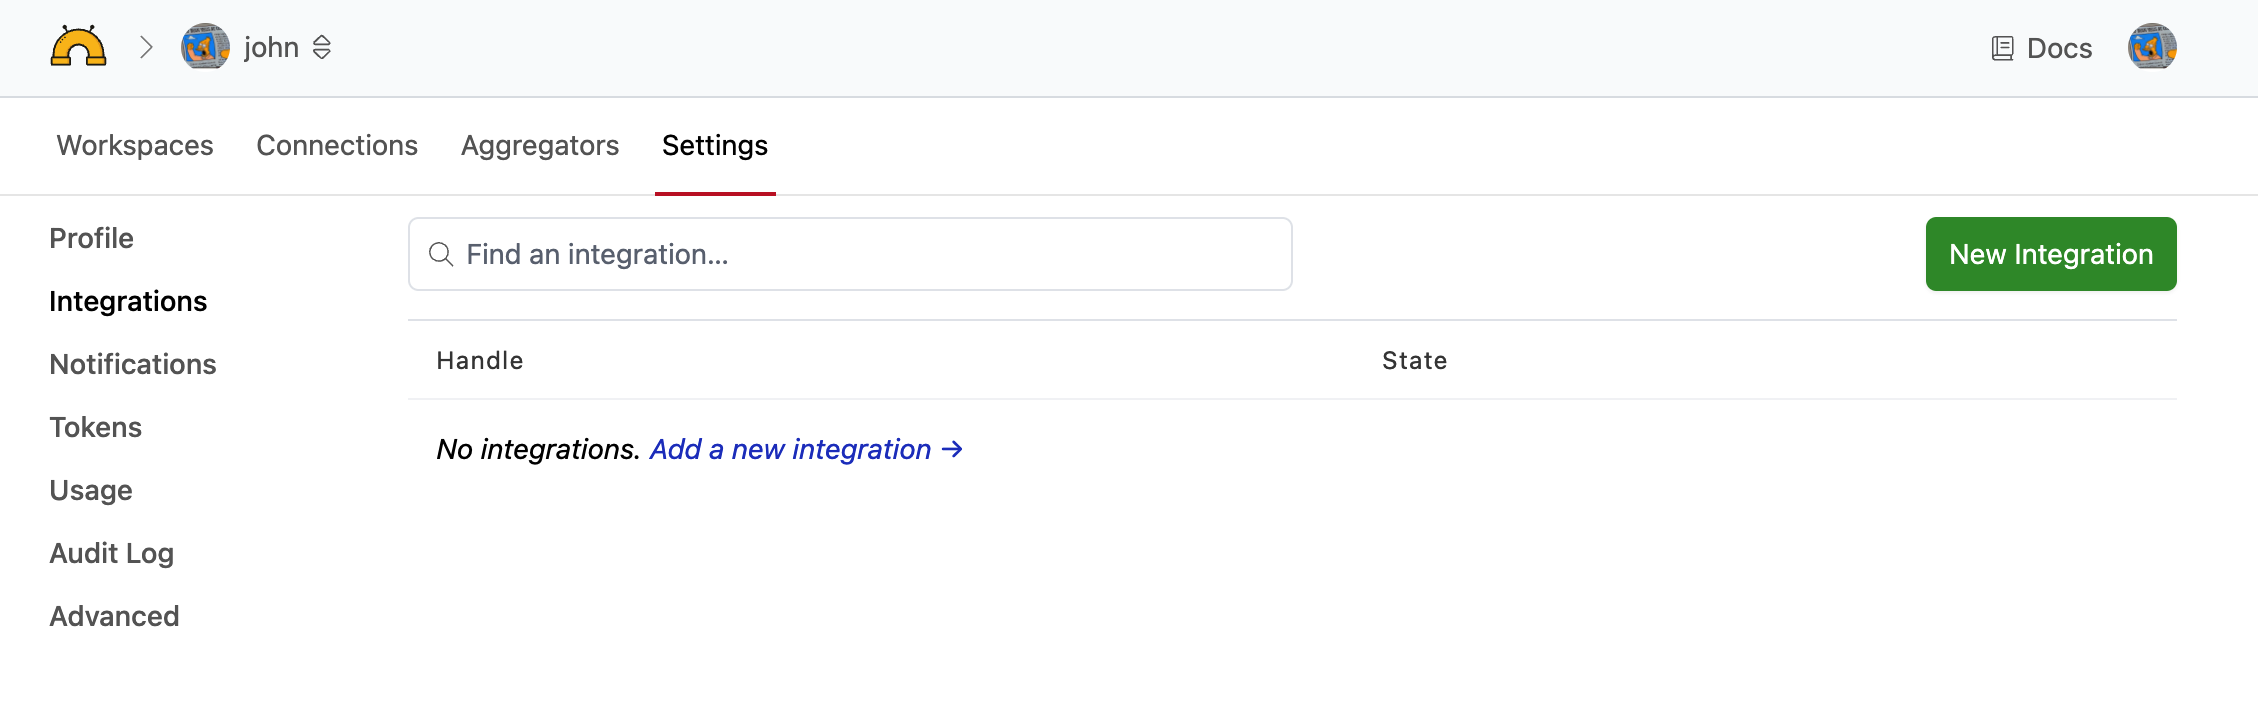 john
Docs
Workspaces Connections Aggregators Settings
Profile
Integrations
Notifications
Tokens
Usage
Audit Log
Advanced
Find an integration...
New Integration
Handle State
No integrations. Add a new integration →